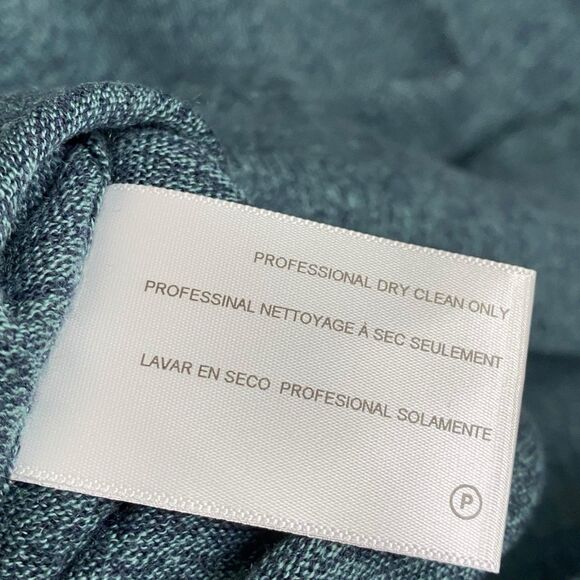 PROFESSIONAL DRY CLEAN ONLY
PROFESSINAL NETTOYAGE À SEC SEULEMENT
LAVAR EN SECO PROFESIONAL SOLAMENTE
P